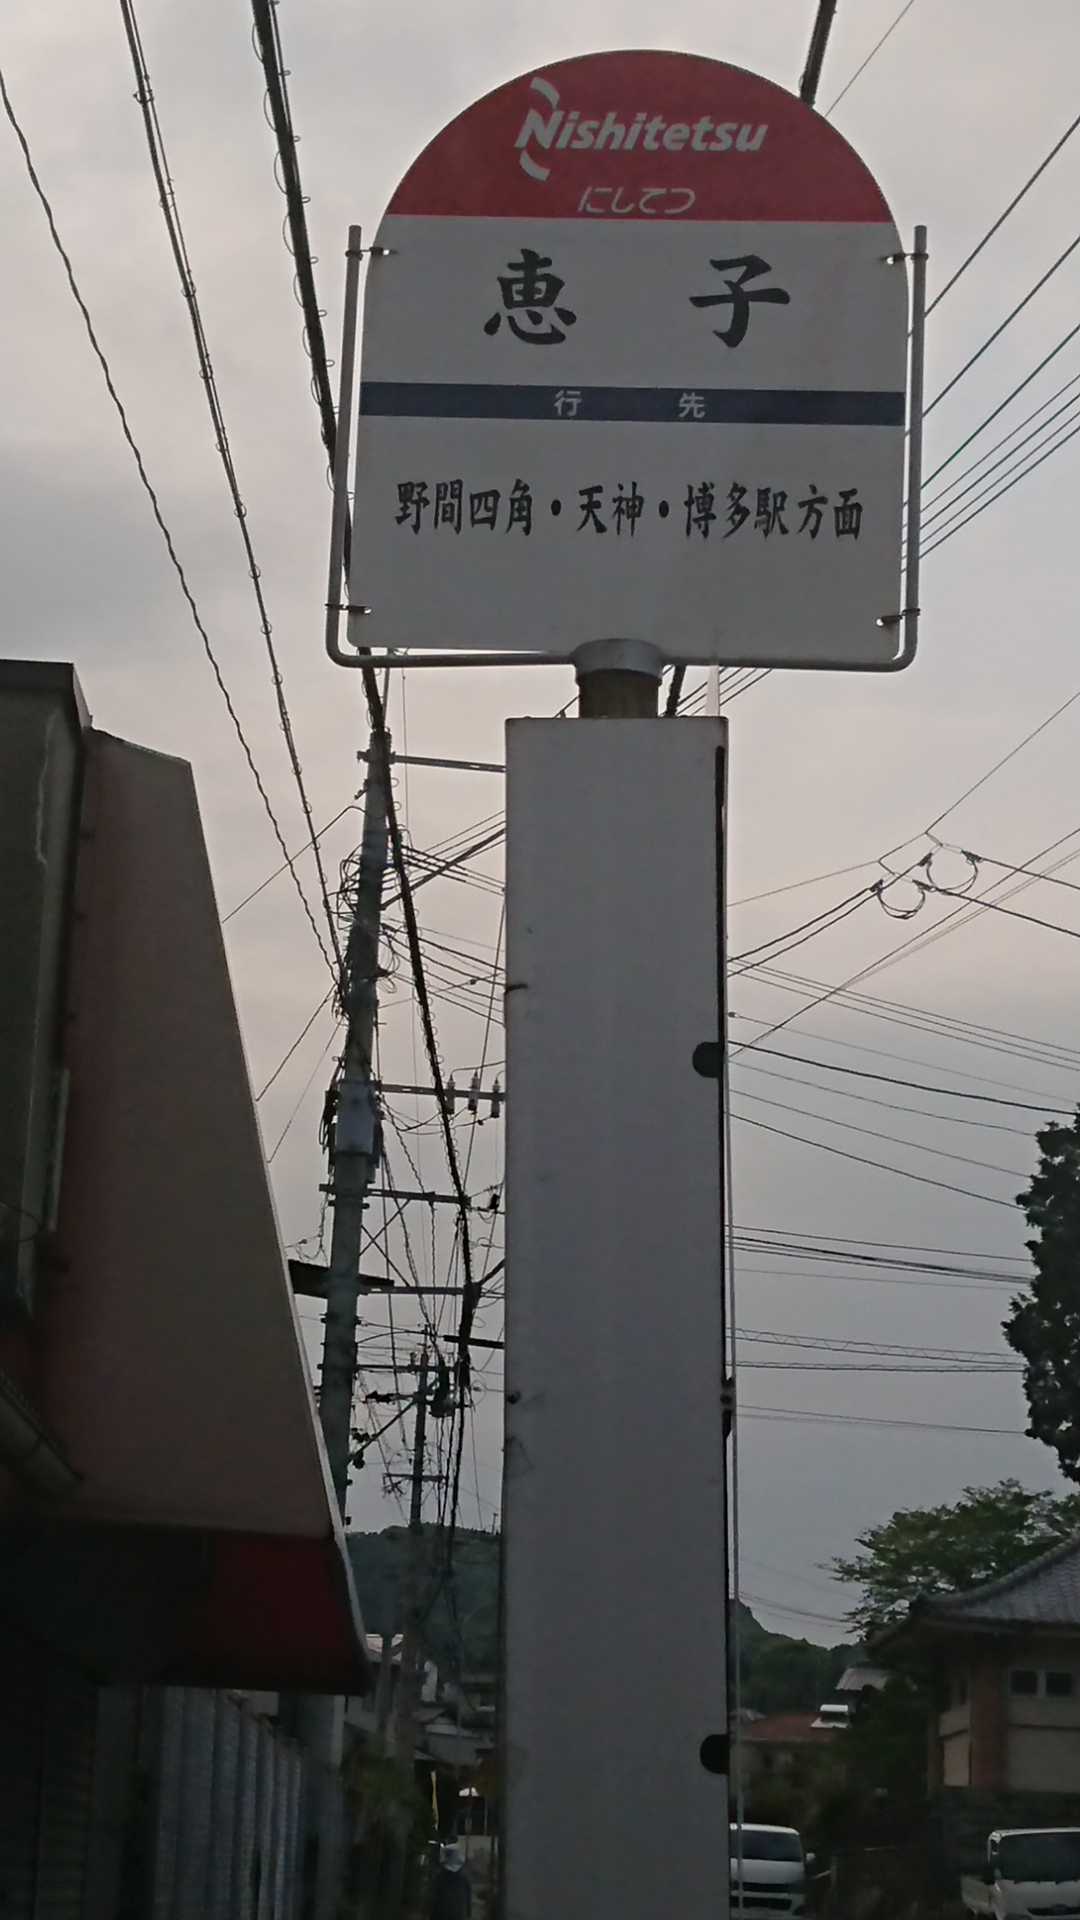 Nishitetsu
にしてつ
恵子
行先
野間四角・天神・博多駅方面